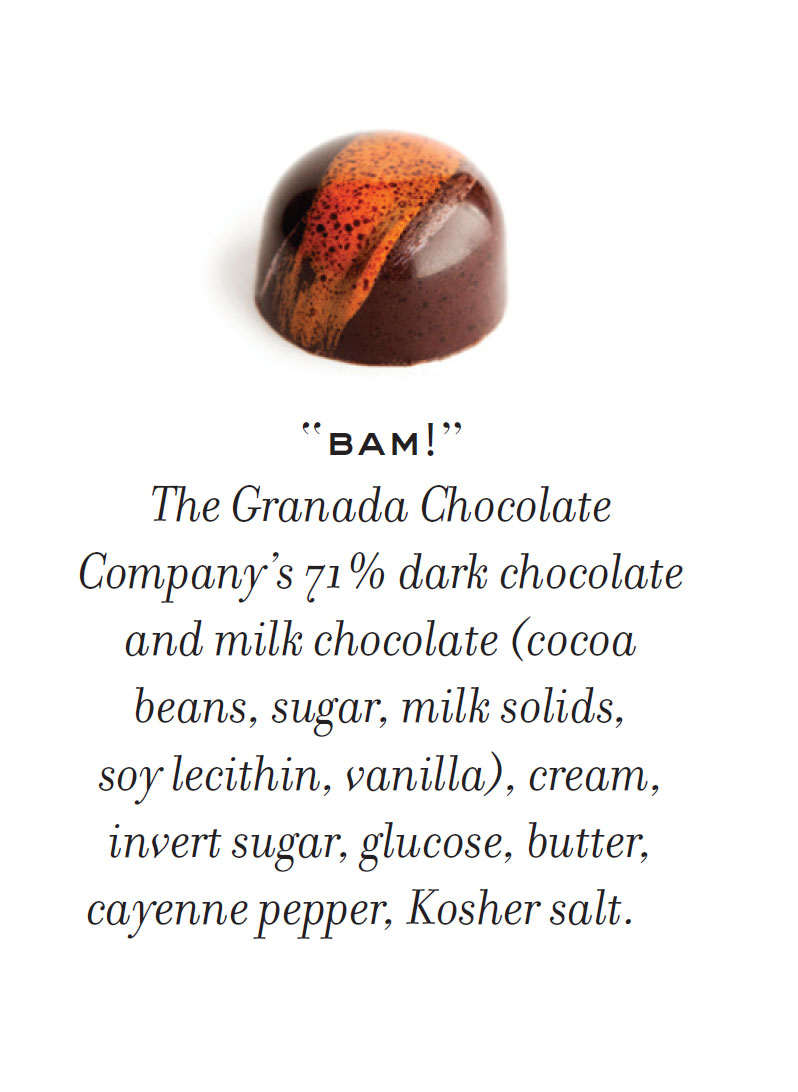 “BAM!”
The Granada Chocolate
Company’s 71% dark chocolate
and milk chocolate (cocoa
beans, sugar, milk solids,
soy lecithin, vanilla), cream,
invert sugar, glucose, butter,
cayenne pepper, Kosher salt.